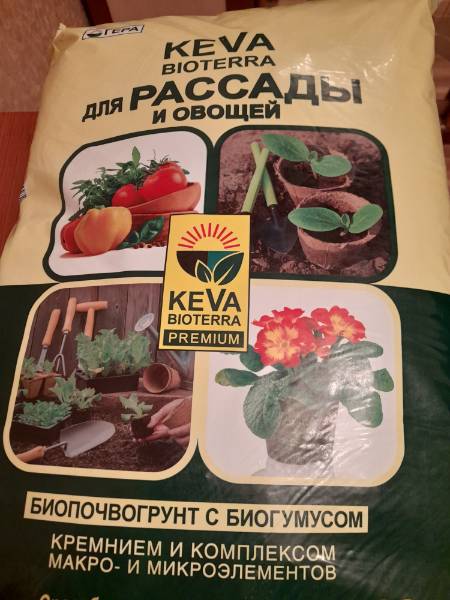 ГЕРА
KEVA
BIOTERRA
ДЛЯ РАССАДЫ
И ОВОЩЕЙ
KEVA
BIOTERRA
PREMIUM
БИОПОЧВОГРУНТ С БИОГУМУСОМ
КРЕМНИЕМ И КОМПЛЕКСОМ
МАКРО- И МИКРОЭЛЕМЕНТОВ